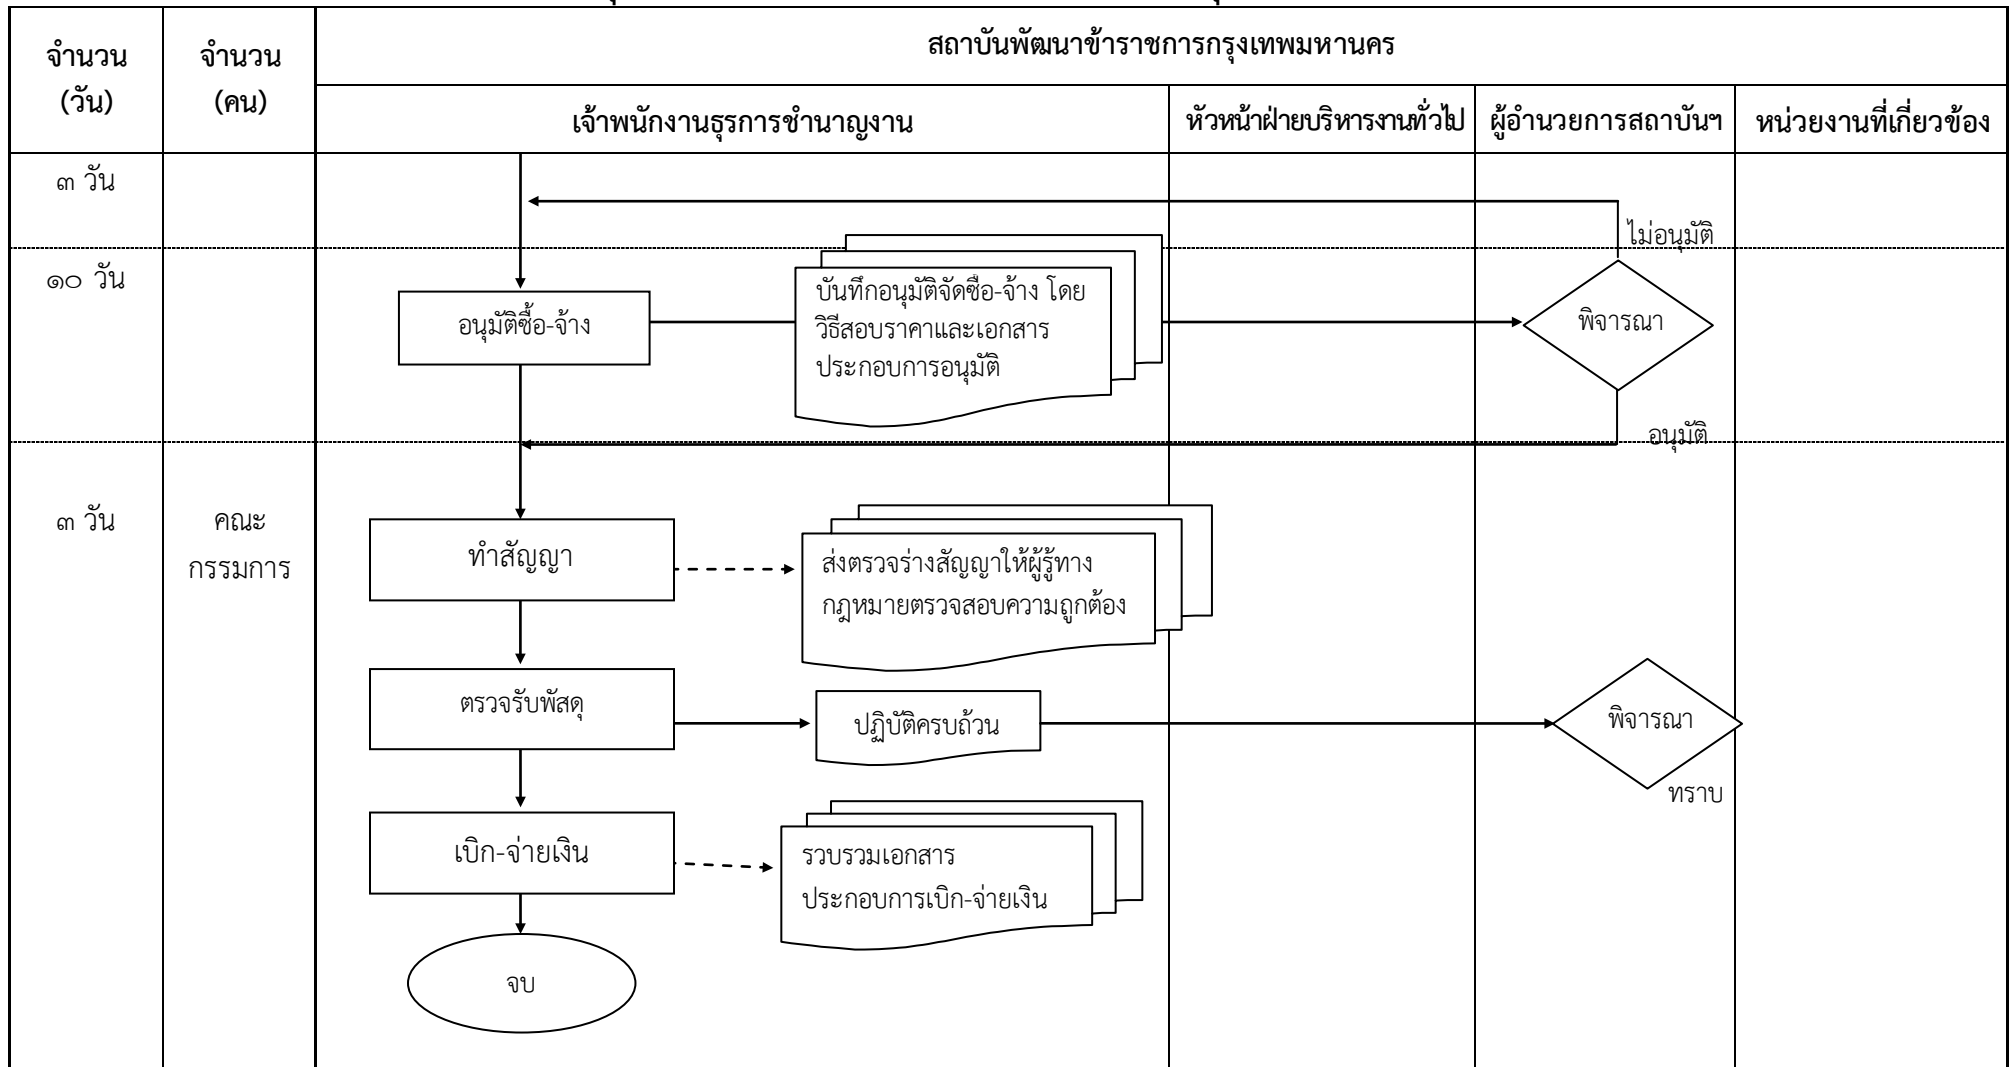 สถาบันพัฒนาข้าราชการกรุงเทพมหานคร
จำนวน
(วัน)
จำนวน
(คน)
เจ้าพนักงานธุรการชำนาญงาน
หัวหน้าฝ่ายบริหารงานทั่วไป
ผู้อำนวยการสถาบันฯ
หน่วยงานที่เกี่ยวข้อง
๓ วัน
ไม่อนุมัติ
๑๐ วัน
อนุมัติซื้อ-จ้าง
บันทึกอนุมัติจัดซื้อ-จ้าง โดย
วิธีสอบราคาและเอกสาร
ประกอบการอนุมัติ
พิจารณา
อนุมัติ
๓ วัน
คณะ
กรรมการ
ทำสัญญา
ส่งตรวจร่างสัญญาให้ผู้รู้ทาง
กฎหมายตรวจสอบความถูกต้อง
ตรวจรับพัสดุ
ปฏิบัติครบถ้วน
พิจารณา
ทราบ
เบิก-จ่ายเงิน
รวบรวมเอกสาร
ประกอบการเบิก-จ่ายเงิน
จบ